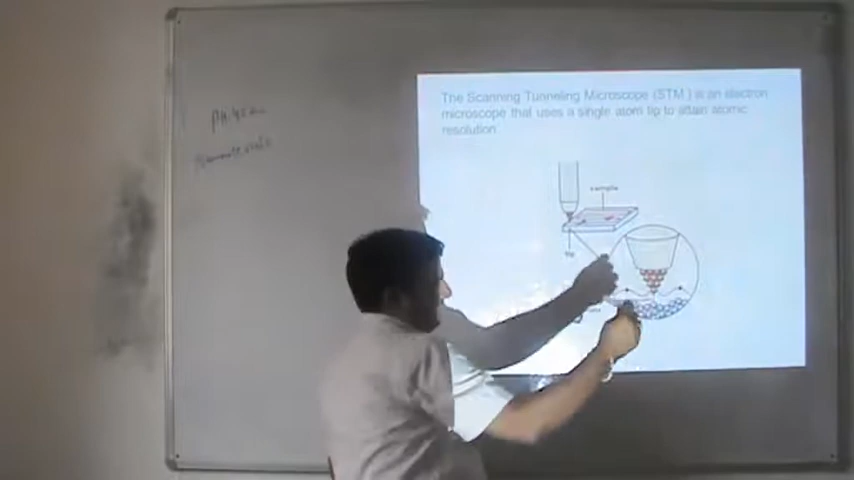 The Scanning Tunneling Microscope (STM ) is an electron
microscope that uses a single atom tip to attain atomic
resolution.
sample
tip